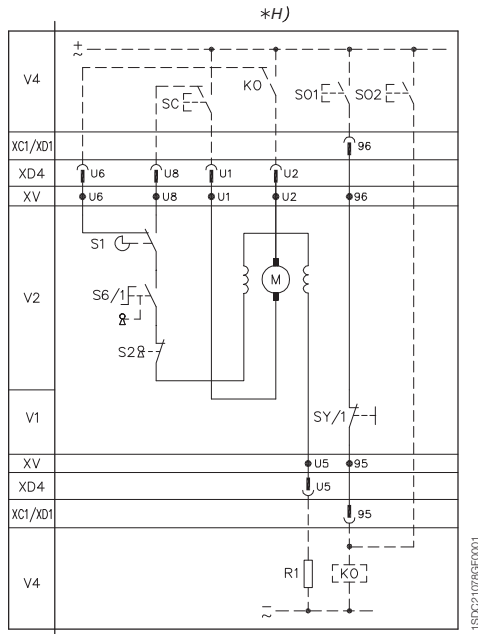 *H)
+
~
V4
SC
KO
SO1
SO2
XC1/XD1
96
XD4
U6
U8
U1
U2
XV
U6
U8
U1
U2
96
S1
V2
S6/1
M
S2
V1
SY/1
XV
U5
95
XD4
U5
XC1/XD1
95
V4
R1
KO
−
~
1SDC21078GF0001